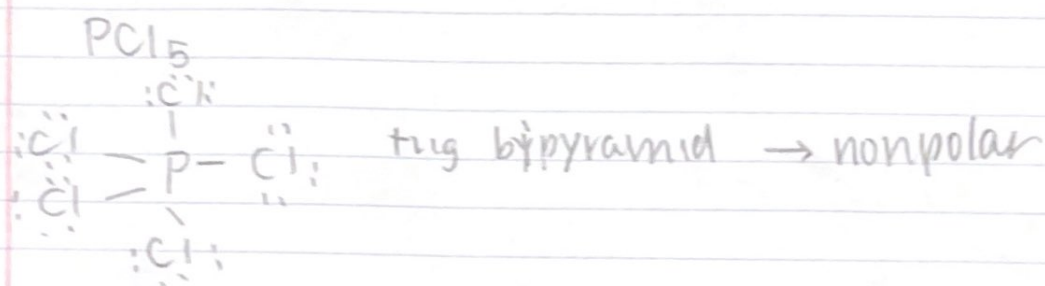 PCl5
:Cl:
:Cl
P – Cl: trig bipyramid → nonpolar
:Cl
:Cl: